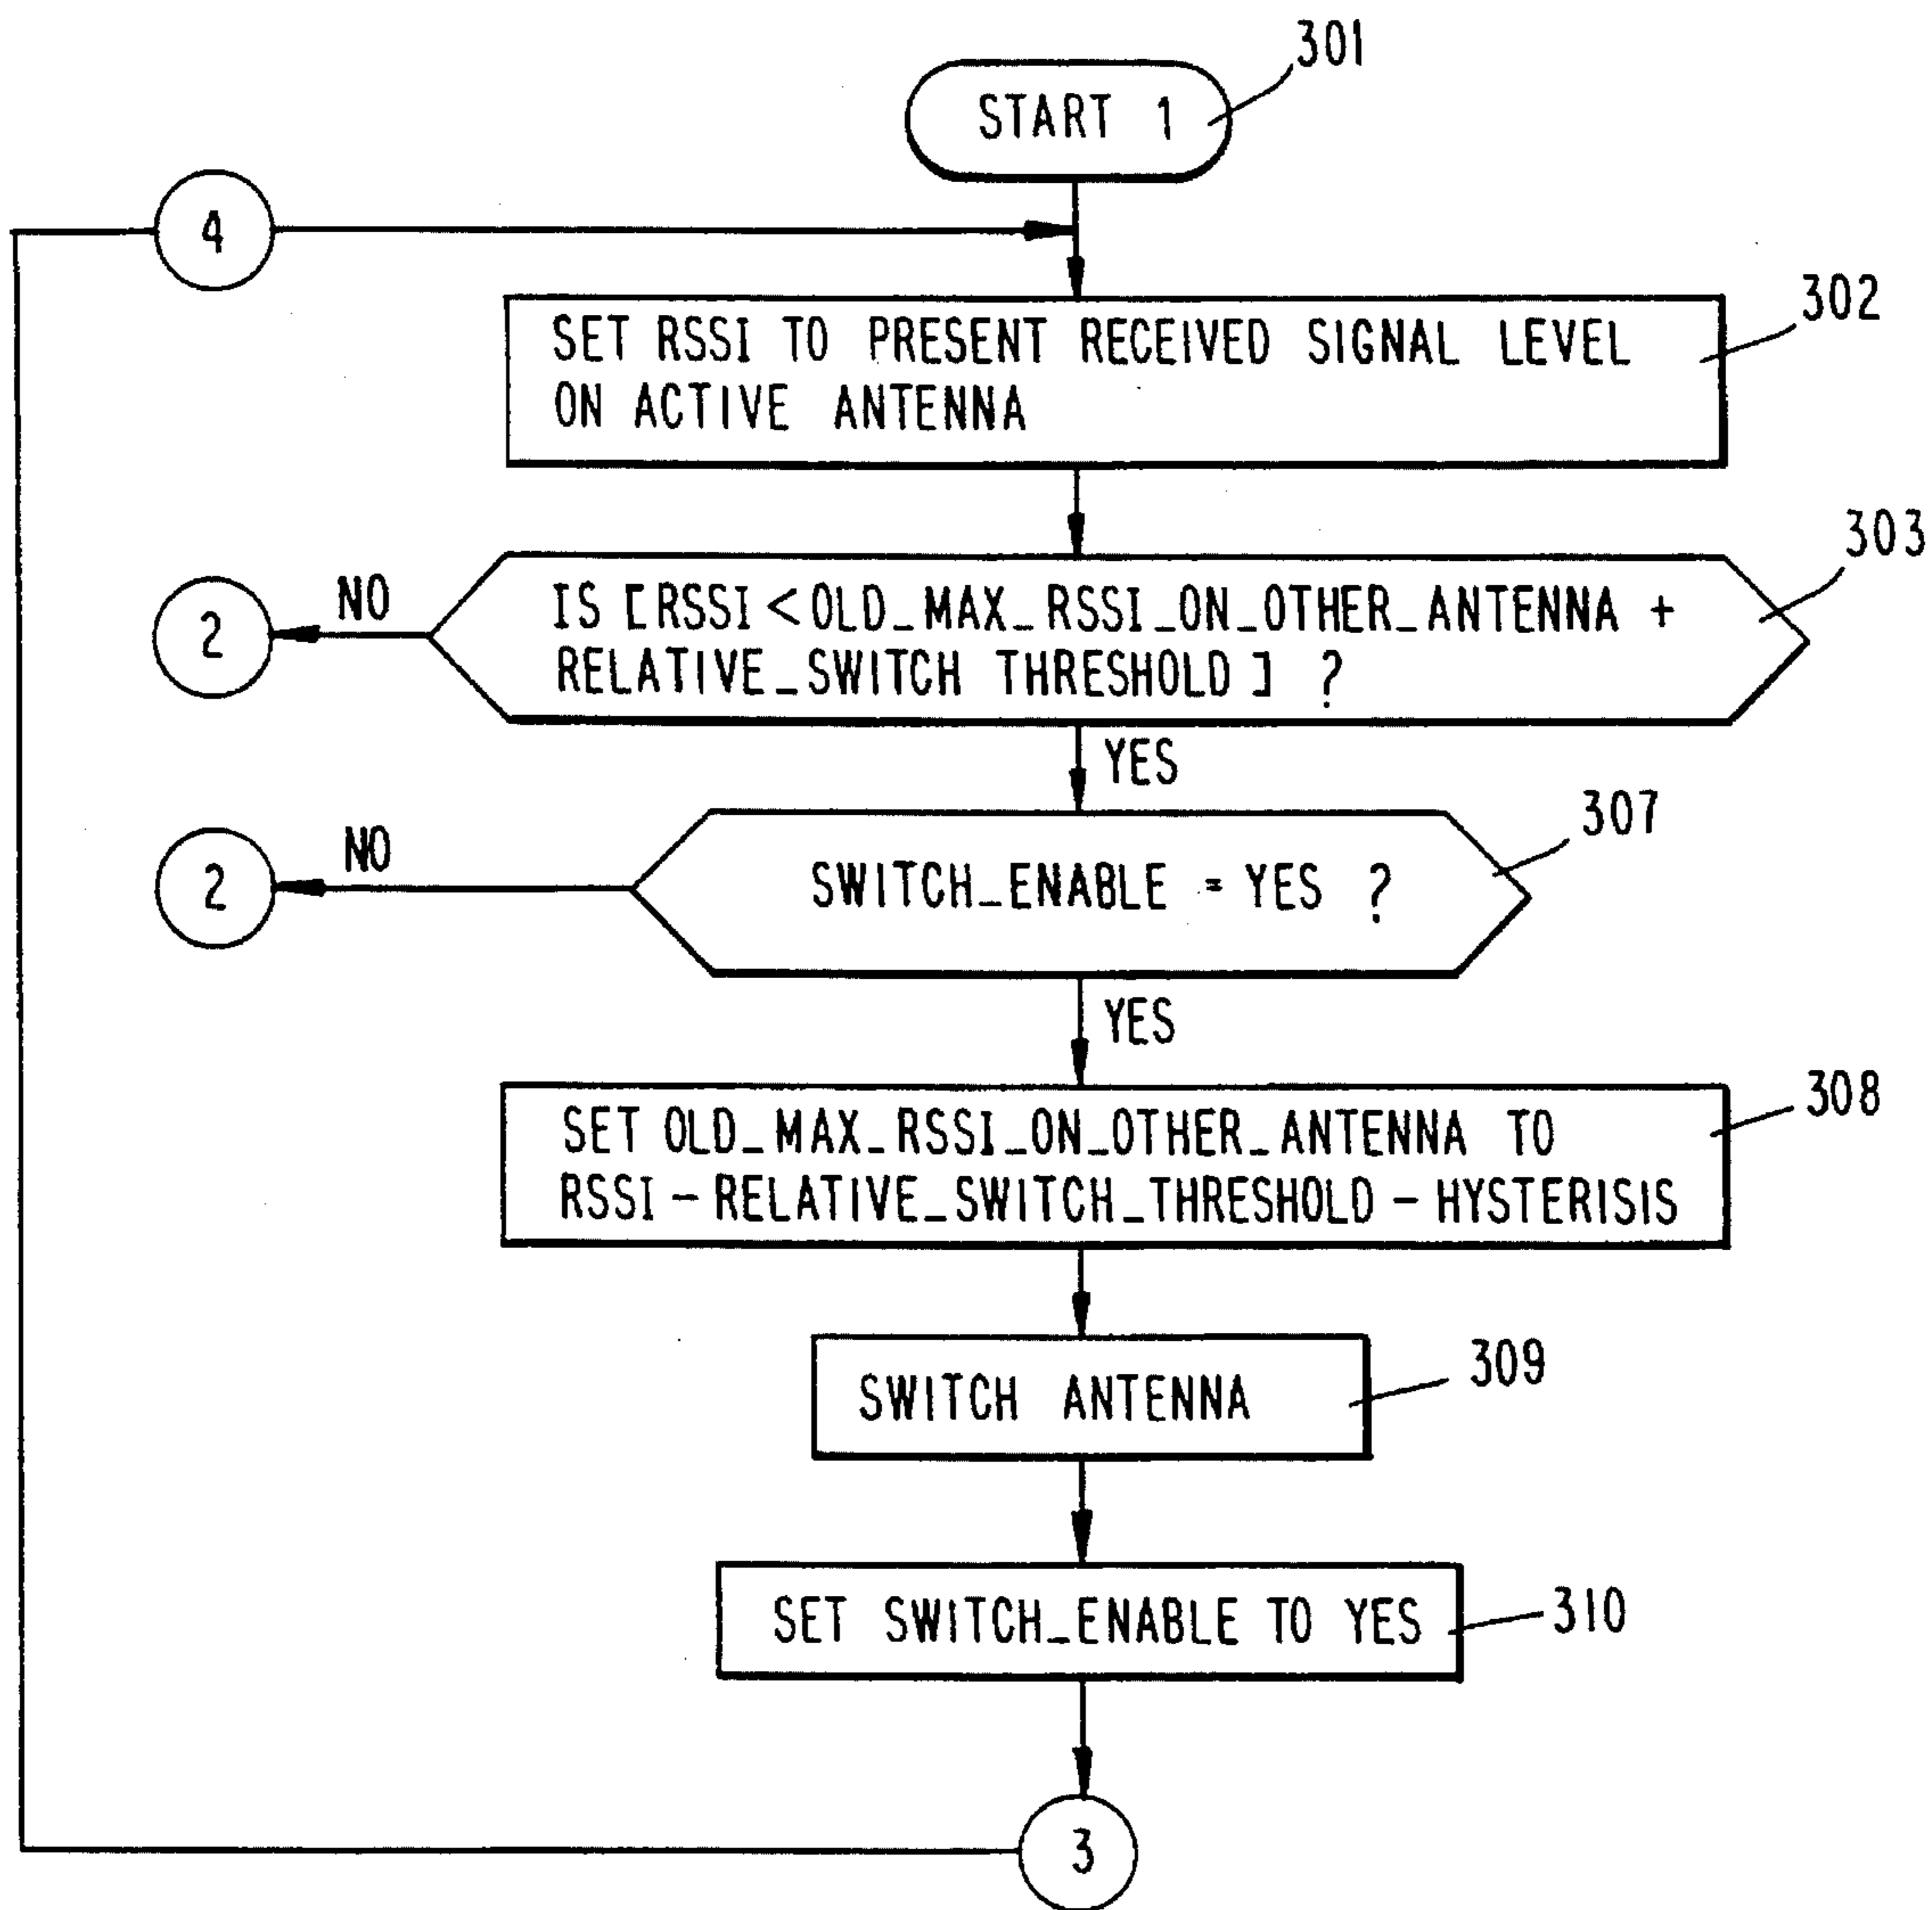 301
START 1
4
302
SET RSSI TO PRESENT RECEIVED SIGNAL LEVEL
ON ACTIVE ANTENNA
303
2
NO
IS [RSSI < OLD_MAX_RSSI_ON_OTHER_ANTENNA +
RELATIVE_SWITCH THRESHOLD] ?
YES
307
2
NO
SWITCH_ENABLE = YES ?
YES
308
SET OLD_MAX_RSSI_ON_OTHER_ANTENNA TO
RSSI - RELATIVE_SWITCH_THRESHOLD - HYSTERISIS
309
SWITCH ANTENNA
310
SET SWITCH_ENABLE TO YES
3